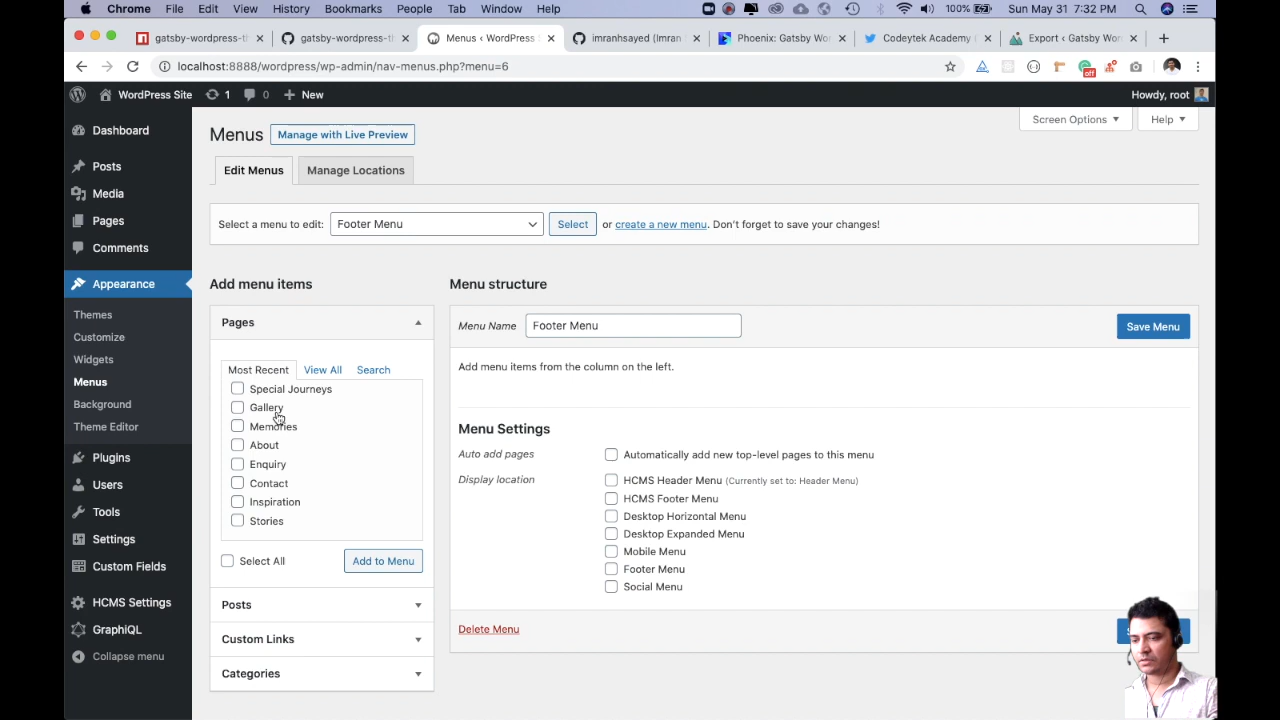 Chrome File Edit View History Bookmarks People Tab Window Help 100% Sun May 31 7:32 PM
gatsby-wordpress-th gatsby-wordpress-th Menus ‹ WordPress S imranhsayed (Imran Phoenix: Gatsby Wor Codeytek Academy ( Export ‹ Gatsby Wor
localhost:8888/wordpress/wp-admin/nav-menus.php?menu=6 off
WordPress Site 1 0 New Howdy, root
Screen Options Help
Menus Manage with Live Preview
Edit Menus Manage Locations
Select a menu to edit: Footer Menu Select or create a new menu. Don't forget to save your changes!
Dashboard
Posts
Media
Pages
Comments
Appearance
Themes
Customize
Widgets
Menus
Background
Theme Editor
Plugins
Users
Tools
Settings
Custom Fields
HCMS Settings
GraphiQL
Collapse menu
Add menu items
Pages
Most Recent View All Search
Special Journeys
Gallery
Memories
About
Enquiry
Contact
Inspiration
Stories
Select All Add to Menu
Posts
Custom Links
Categories
Menu structure
Menu Name Footer Menu Save Menu
Add menu items from the column on the left.
Menu Settings
Auto add pages Automatically add new top-level pages to this menu
Display location HCMS Header Menu (Currently set to: Header Menu)
HCMS Footer Menu
Desktop Horizontal Menu
Desktop Expanded Menu
Mobile Menu
Footer Menu
Social Menu
Delete Menu